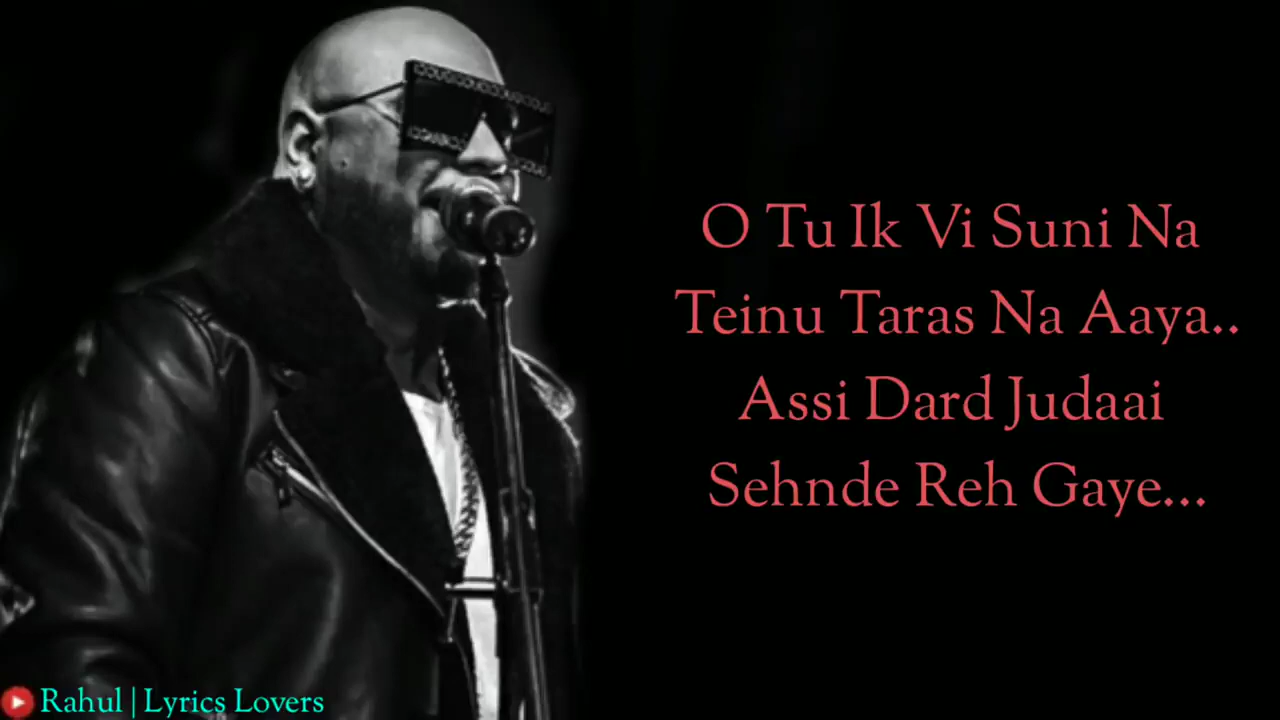 O Tu Ik Vi Suni Na
Teinu Taras Na Aaya..
Assi Dard Judaai
Sehnde Reh Gaye...
Rahul | Lyrics Lovers